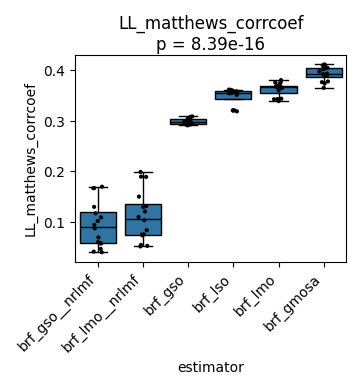 LL_matthews_corrcoef
p = 8.39e-16
LL_matthews_corrcoef
0.4
0.3
0.2
0.1
brf_gso__nrlmf
brf_lmo__nrlmf
brf_gso
brf_lso
brf_lmo
brf_gmosa
estimator